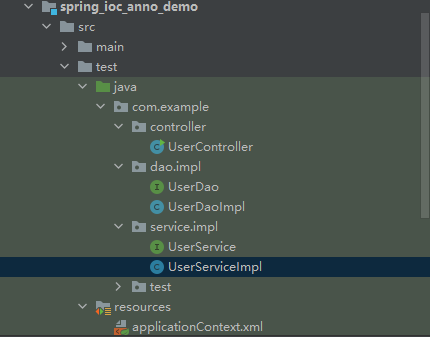 spring_ioc_anno_demo
src
main
test
java
com.example
controller
UserController
dao.impl
UserDao
UserDaoImpl
service.impl
UserService
UserServiceImpl
test
resources
applicationContext.xml